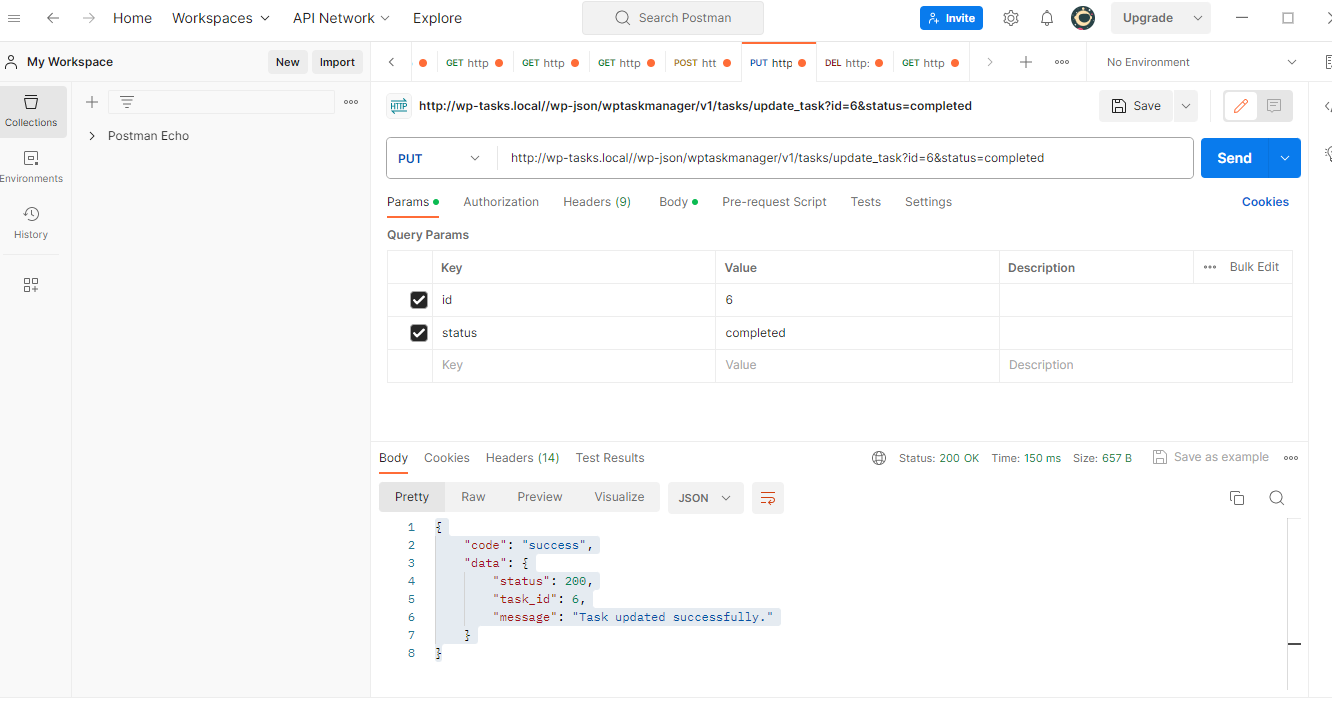 Home Workspaces API Network Explore Search Postman Invite Upgrade
My Workspace New Import GET http GET http GET http POST htt PUT http DEL http: GET http No Environment
Collections
Environments
History
Postman Echo
HTTP http://wp-tasks.local//wp-json/wptaskmanager/v1/tasks/update_task?id=6&status=completed Save
PUT http://wp-tasks.local//wp-json/wptaskmanager/v1/tasks/update_task?id=6&status=completed Send
Params Authorization Headers (9) Body Pre-request Script Tests Settings Cookies
Query Params
Key Value Description Bulk Edit
id 6
status completed
Key Value Description
Body Cookies Headers (14) Test Results Status: 200 OK Time: 150 ms Size: 657 B Save as example
Pretty Raw Preview Visualize JSON
1 {
2 "code": "success",
3 "data": {
4 "status": 200,
5 "task_id": 6,
6 "message": "Task updated successfully."
7 }
8 }